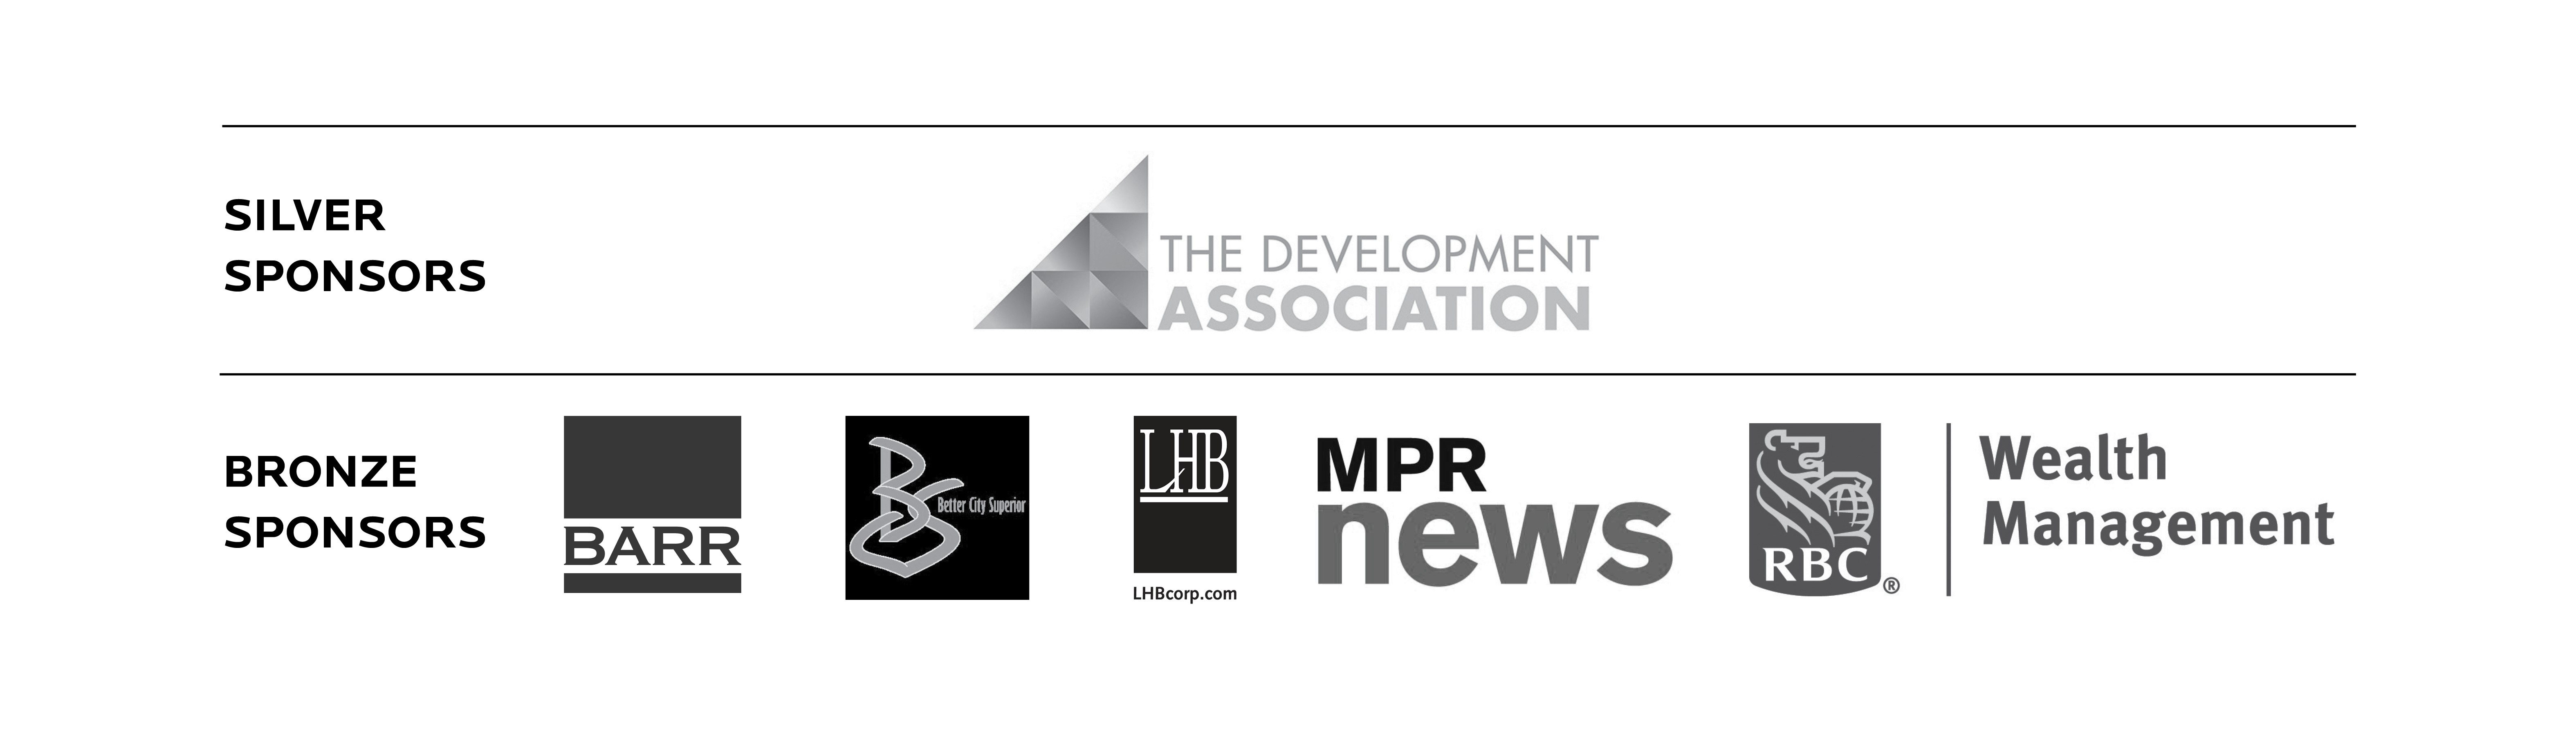 SILVER
SPONSORS
THE DEVELOPMENT
ASSOCIATION
BRONZE
SPONSORS
BARR
Better City Superior
LHB
LHBcorp.com
MPR
news
RBC
®
Wealth
Management